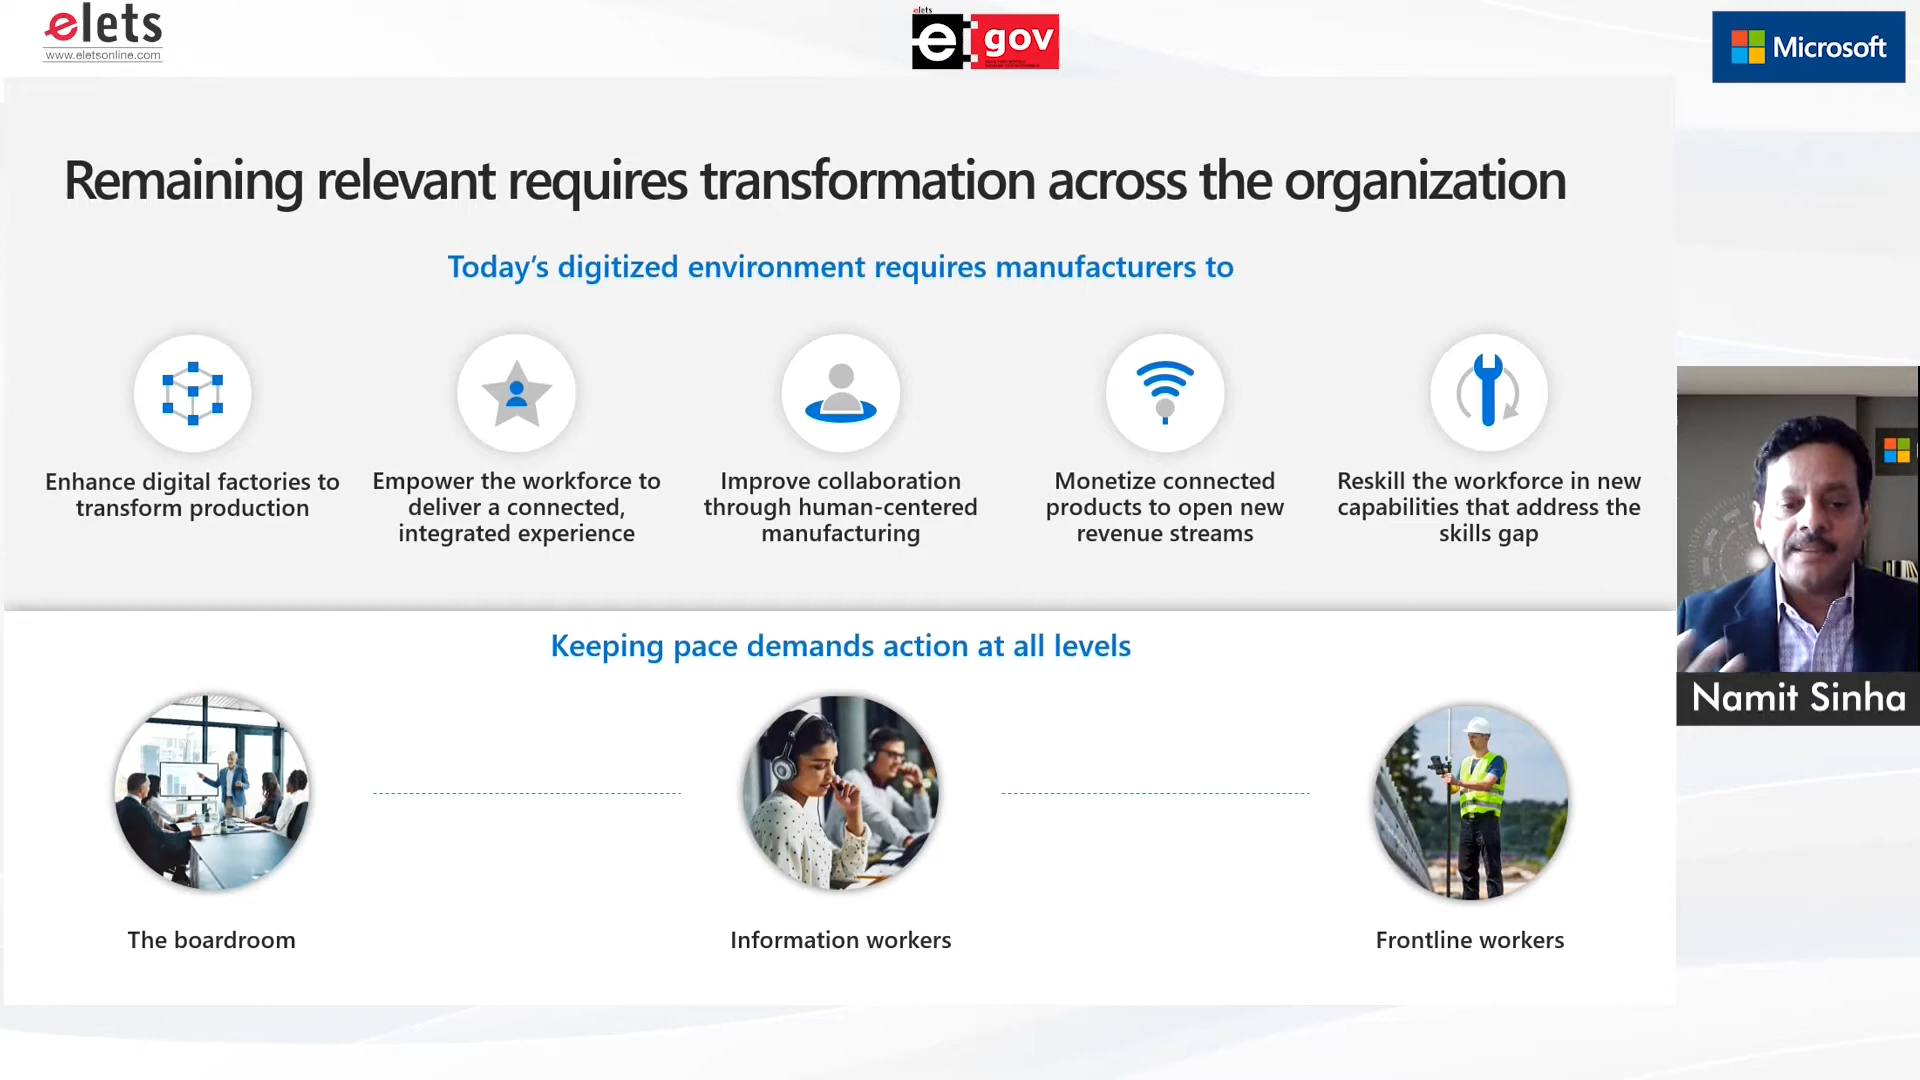 elets
www.eletsonline.com
elets
e gov
Microsoft
Remaining relevant requires transformation across the organization
Today's digitized environment requires manufacturers to
Enhance digital factories to
transform production
Empower the workforce to
deliver a connected,
integrated experience
Improve collaboration
through human-centered
manufacturing
Monetize connected
products to open new
revenue streams
Reskill the workforce in new
capabilities that address the
skills gap
Namit Sinha
Keeping pace demands action at all levels
The boardroom
Information workers
Frontline workers